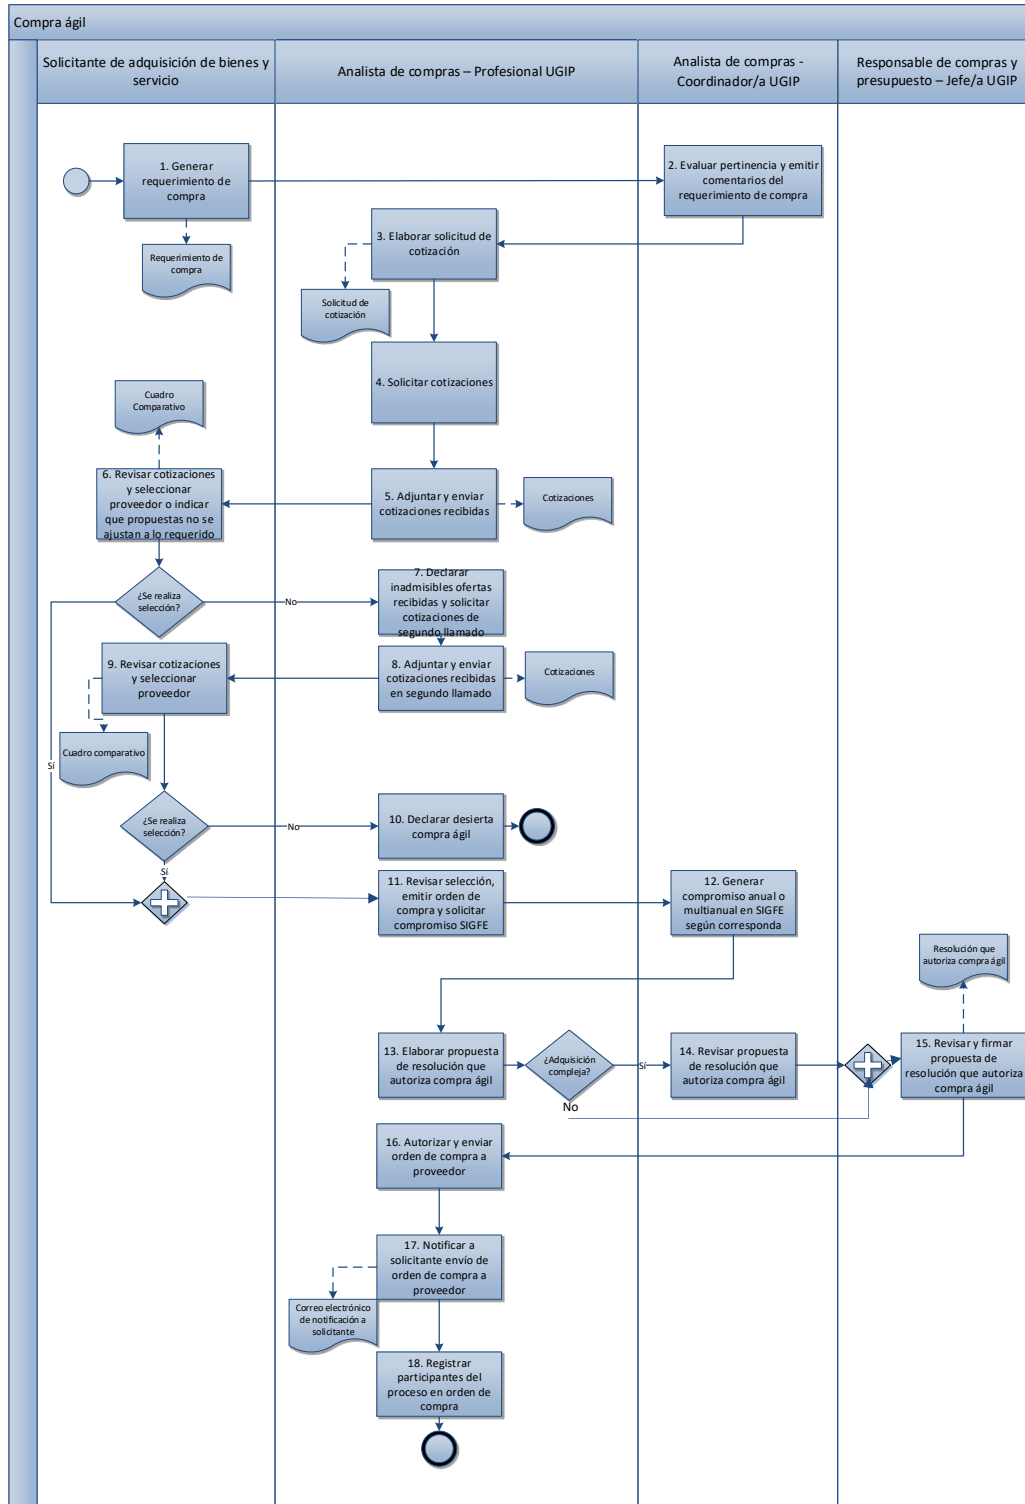 Compra ágil
Solicitante de adquisición de bienes y
servicio
Analista de compras – Profesional UGIP
Analista de compras -
Coordinador/a UGIP
Responsable de compras y
presupuesto – Jefe/a UGIP
1. Generar
requerimiento de
compra
2. Evaluar pertinencia y emitir
comentarios del
requerimiento de compra
Requerimiento de
compra
3. Elaborar solicitud de
cotización
Solicitud de
cotización
4. Solicitar cotizaciones
Cuadro
Comparativo
6. Revisar cotizaciones
y seleccionar
proveedor o indicar
que propuestas no se
ajustan a lo requerido
5. Adjuntar y enviar
cotizaciones recibidas
Cotizaciones
¿Se realiza
selección?
No
7. Declarar
inadmisibles ofertas
recibidas y solicitar
cotizaciones de
segundo llamado
9. Revisar cotizaciones
y seleccionar
proveedor
8. Adjuntar y enviar
cotizaciones recibidas
en segundo llamado
Cotizaciones
Cuadro comparativo
Sí
¿Se realiza
selección?
No
10. Declarar desierta
compra ágil
Sí
11. Revisar selección,
emitir orden de
compra y solicitar
compromiso SIGFE
12. Generar
compromiso anual o
multianual en SIGFE
según corresponda
Resolución que
autoriza compra ágil
13. Elaborar propuesta
de resolución que
autoriza compra ágil
¿Adquisición
compleja?
Sí
No
14. Revisar propuesta
de resolución que
autoriza compra ágil
15. Revisar y firmar
propuesta de
resolución que autoriza
compra ágil
16. Autorizar y enviar
orden de compra a
proveedor
17. Notificar a
solicitante envío de
orden de compra a
proveedor
Correo electrónico
de notificación a
solicitante
18. Registrar
participantes del
proceso en orden de
compra